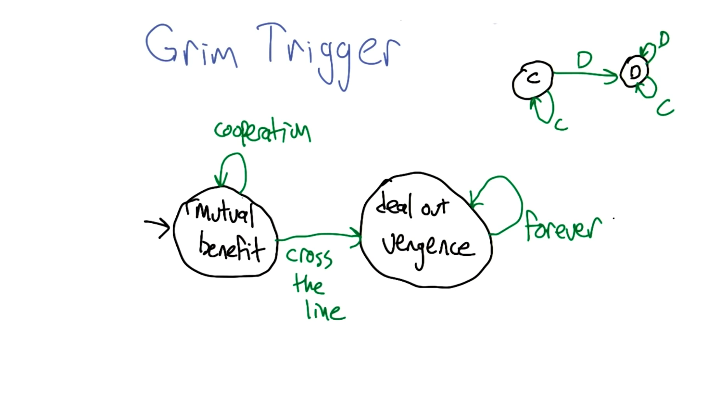 Grim Trigger
D
D
C
D
C
C
cooperation
mutual
benefit
cross
the
line
deal out
vengence
forever